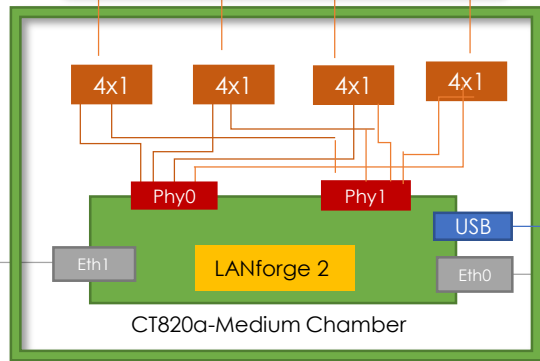 4x1
4x1
4x1
4x1
Phy0
Phy1
USB
Eth1
LANforge 2
Eth0
CT820a-Medium Chamber